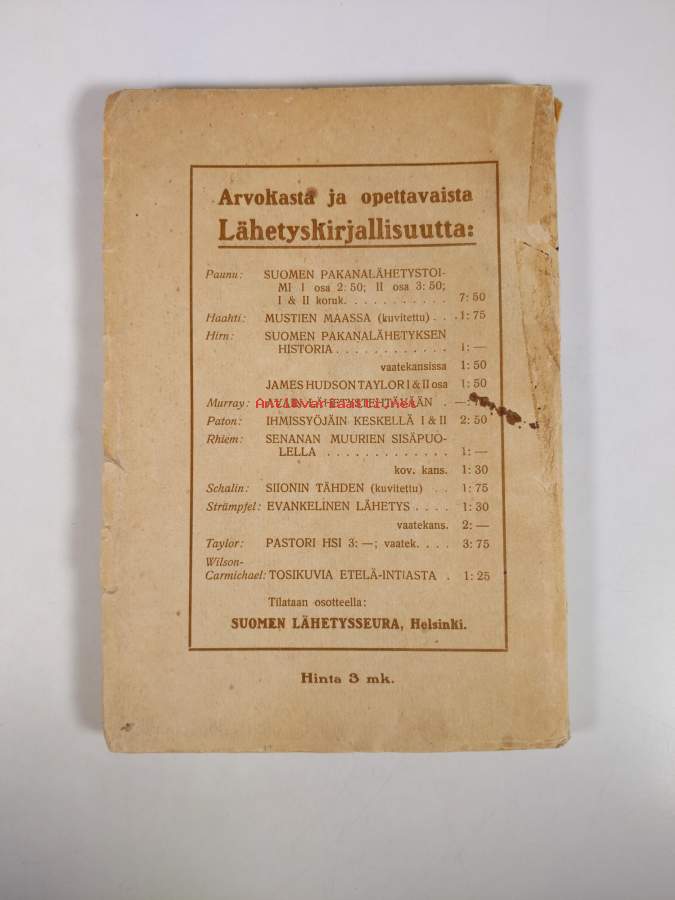 Arvokasta ja opettavaista
Lähetyskirjallisuutta:
Paunu: SUOMEN PAKANALÄHETYSTOI-
MI I osa 2:50; II osa 3:50;
I & II koruk. . . . . . . . . . . 7:50
Haahti: MUSTIEN MAASSA (kuvitettu) . . . 1:75
Hirn: SUOMEN PAKANALÄHETYKSEN
HISTORIA . . . . . . . . . . . . 1:—
vaatekansissa 1:50
JAMES HUDSON TAYLOR I & II osa 1:50
Murray: LÄHETYSTEHTÄVÄÄN . —:
Antikvariaatti.net
Paton: IHMISSYÖJÄIN KESKELLÄ I & II 2:50
Rhiem: SENANAN MUURIEN SISÄPUO-
LELLA . . . . . . . . . . . . . 1:—
kov. kans. 1:30
Schalin: SIIONIN TÄHDEN (kuvitettu) . . 1:75
Strümpfel: EVANKELINEN LÄHETYS . . . . 1:30
vaatekans. 2:—
Taylor: PASTORI HSI 3:—; vaatek. . . . 3:75
Wilson-
Carmichael: TOSIKUVIA ETELÄ-INTIASTA . 1:25
Tilataan osotteella:
SUOMEN LÄHETYSSEURA, Helsinki.
Hinta 3 mk.